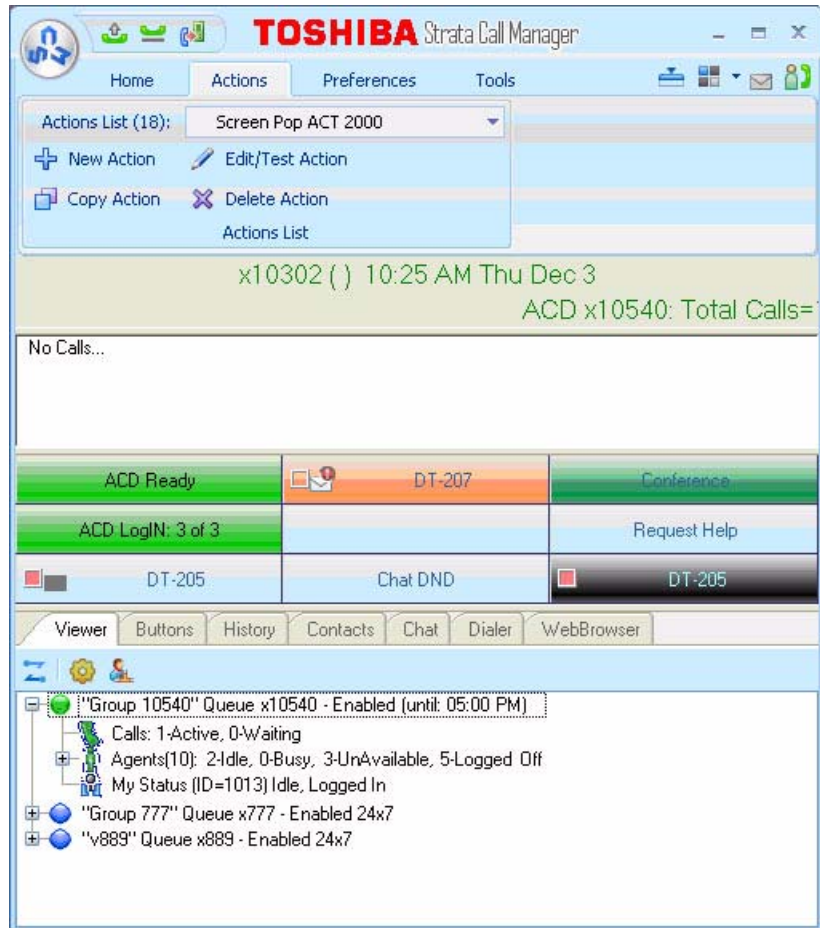 TOSHIBA Strata Call Manager
Home Actions Preferences Tools
Actions List (18): Screen Pop ACT 2000
New Action Edit/Test Action
Copy Action Delete Action
Actions List
x10302 ( ) 10:25 AM Thu Dec 3
ACD x10540: Total Calls=
No Calls...
ACD Ready DT-207 Conference
ACD LogIN: 3 of 3 Request Help
DT-205 Chat DND DT-205
Viewer Buttons History Contacts Chat Dialer WebBrowser
"Group 10540" Queue x10540 - Enabled (until: 05:00 PM)
Calls: 1-Active, 0-Waiting
Agents(10): 2-Idle, 0-Busy, 3-UnAvailable, 5-Logged Off
My Status (ID=1013) Idle, Logged In
"Group 777" Queue x777 - Enabled 24x7
"v889" Queue x889 - Enabled 24x7